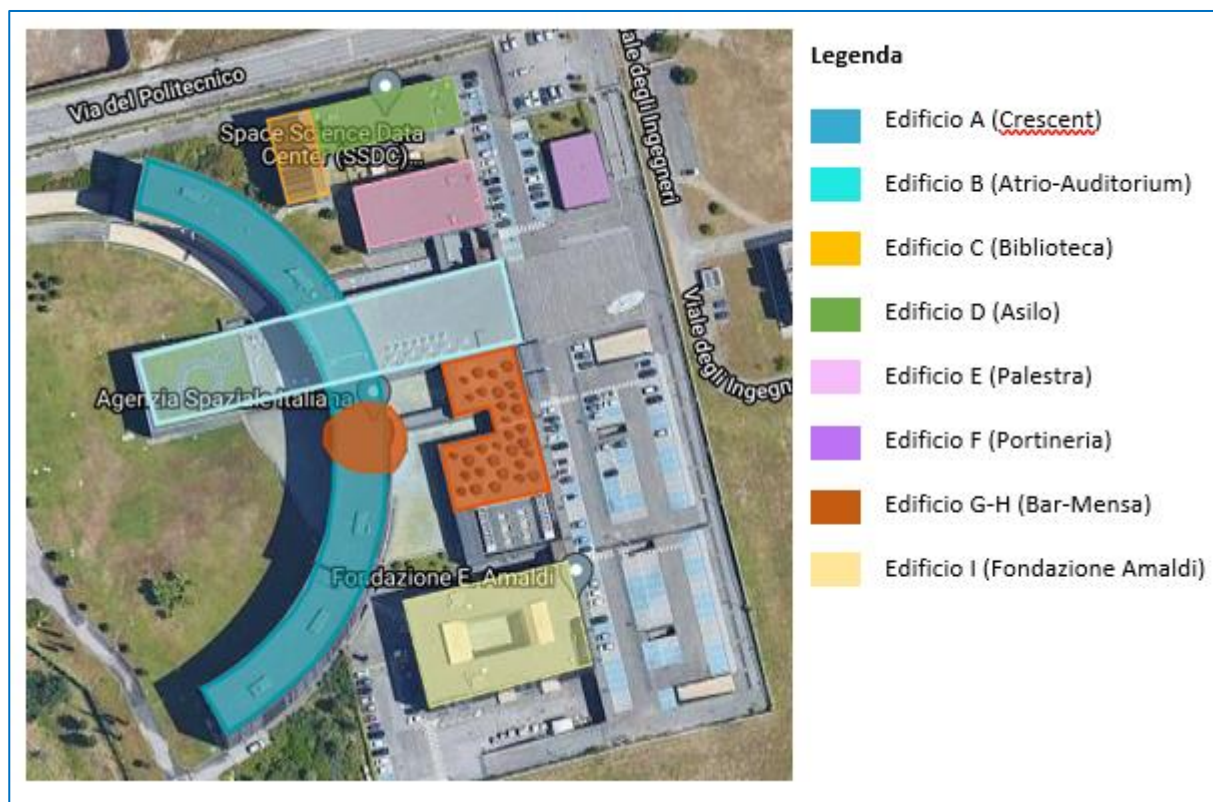 Via del Politecnico
Space Science Data
Center (SSDC)...
ale degli Ingegneri
Viale degli Ingegn
Agenzia Spaziale Italiana
Fondazione E. Amaldi
Legenda
Edificio A (Crescent)
Edificio B (Atrio-Auditorium)
Edificio C (Biblioteca)
Edificio D (Asilo)
Edificio E (Palestra)
Edificio F (Portineria)
Edificio G-H (Bar-Mensa)
Edificio I (Fondazione Amaldi)